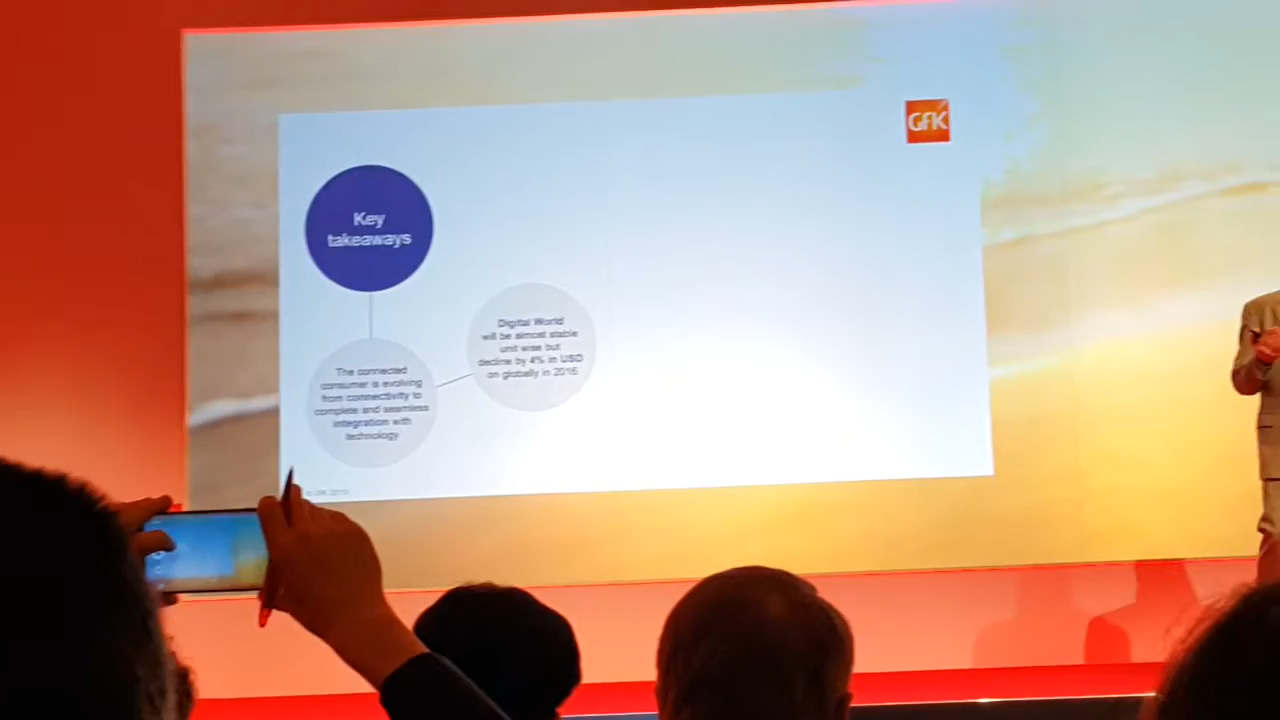 GfK
Key
takeaways
The connected
consumer is evolving
from connectivity to
complete and seamless
integration with
technology
Digital World
will be almost stable
unit wise but
decline by 4% in USD
on globally in 2016